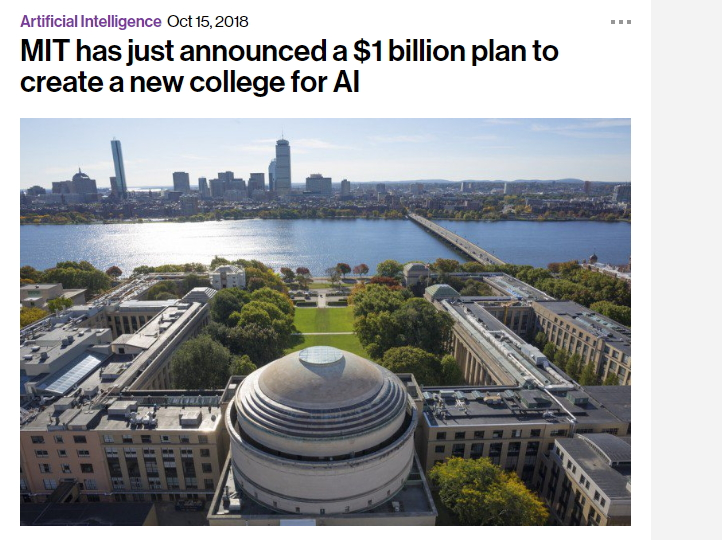 Artificial Intelligence Oct 15, 2018
MIT has just announced a $1 billion plan to
create a new college for AI